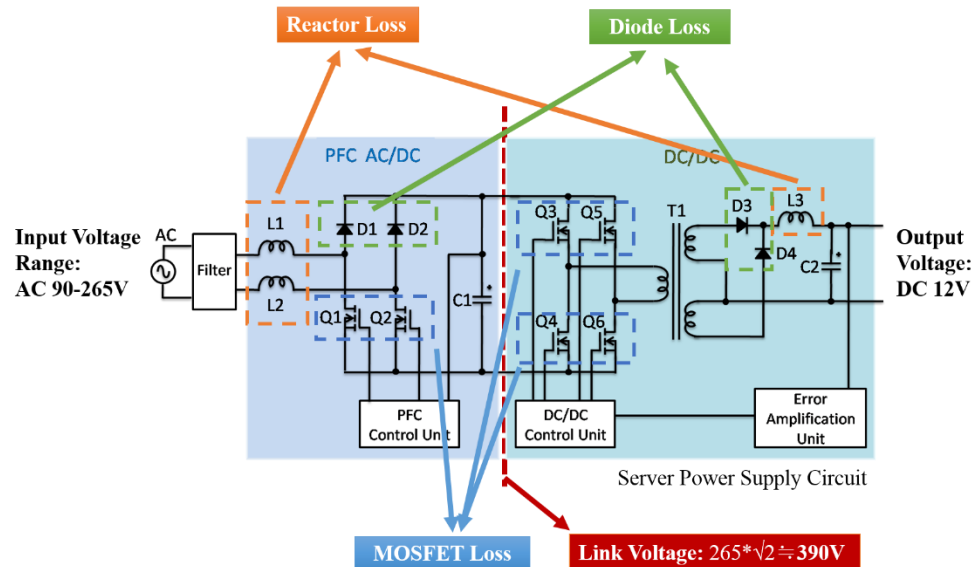 Reactor Loss
Diode Loss
PFC AC/DC
DC/DC
Input Voltage
Range:
AC 90-265V
AC
Filter
L1
L2
D1
D2
Q1
Q2
C1
PFC
Control Unit
Q3
Q5
Q4
Q6
DC/DC
Control Unit
T1
D3
L3
D4
C2
Error
Amplification
Unit
Output
Voltage:
DC 12V
Server Power Supply Circuit
MOSFET Loss
Link Voltage: 265*√2≒390V